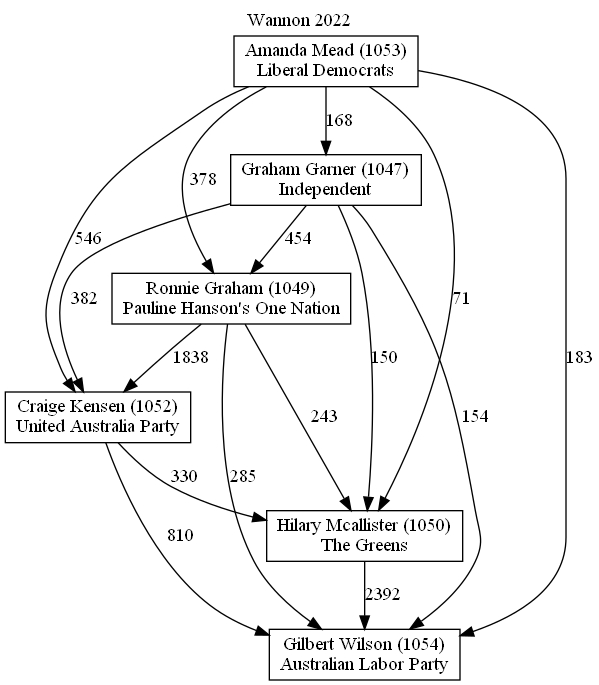 Wannon 2022
Amanda Mead (1053)
Liberal Democrats
168
Graham Garner (1047)
Independent
378
454
546
382
Ronnie Graham (1049)
Pauline Hanson's One Nation
71
1838
150
183
Craige Kensen (1052)
United Australia Party
243
154
330
285
Hilary Mcallister (1050)
The Greens
810
2392
Gilbert Wilson (1054)
Australian Labor Party